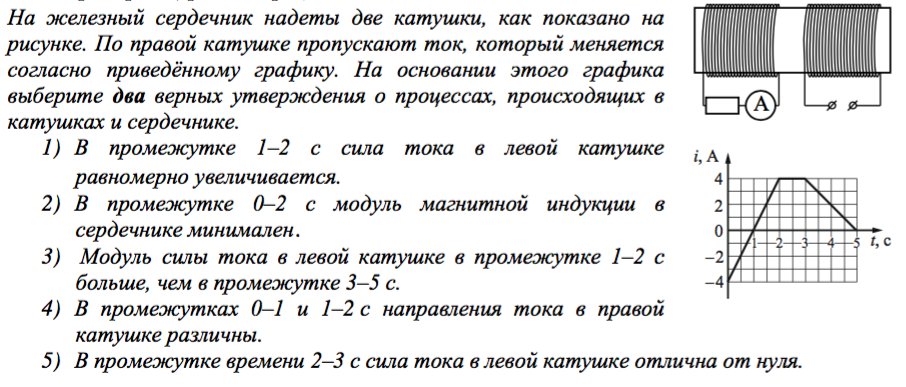 На железный сердечник надеты две катушки, как показано на
рисунке. По правой катушке пропускают ток, который меняется
согласно приведённому графику. На основании этого графика
выберите два верных утверждения о процессах, происходящих в
катушках и сердечнике.
1) В промежутке 1–2 с сила тока в левой катушке
равномерно увеличивается.
2) В промежутке 0–2 с модуль магнитной индукции в
сердечнике минимален.
3) Модуль силы тока в левой катушке в промежутке 1–2 с
больше, чем в промежутке 3–5 с.
4) В промежутках 0–1 и 1–2 с направления тока в правой
катушке различны.
5) В промежутке времени 2–3 с сила тока в левой катушке отлична от нуля.
А
i, А
4
2
0
–2
–4
1 2 3 4 5 t, с